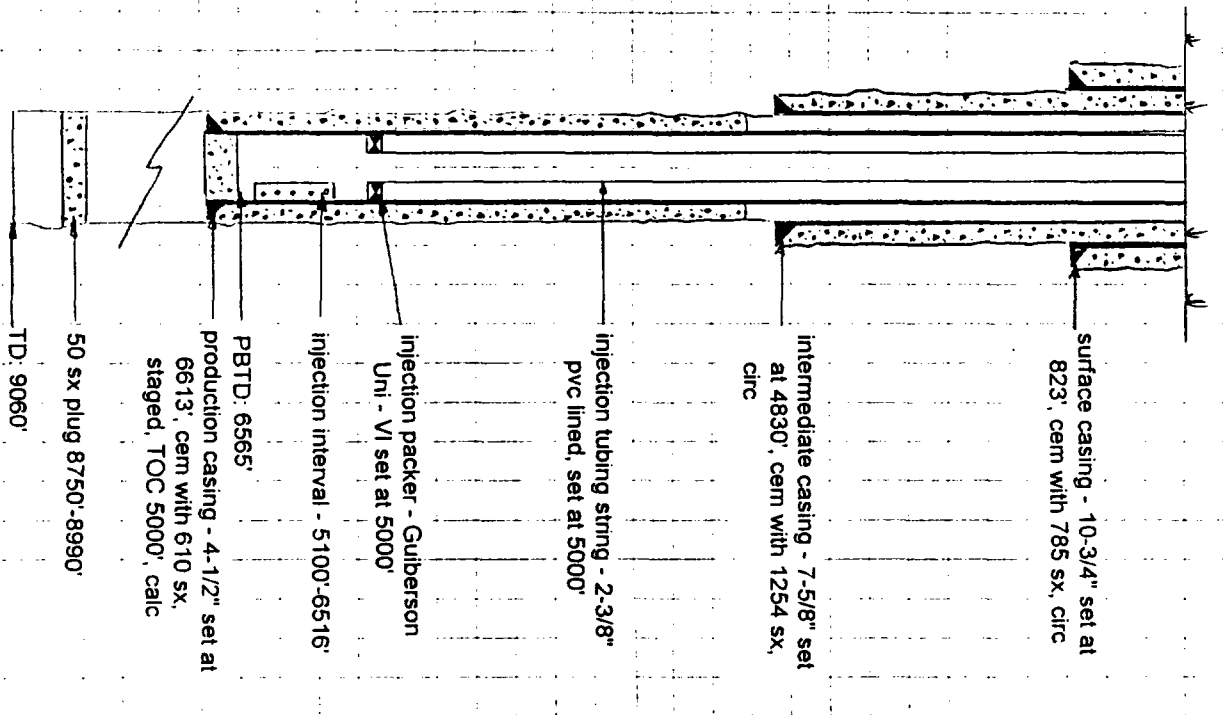 surface casing - 10-3/4" set at
823', cem with 785 sx, circ
intermediate casing - 7-5/8" set
at 4830', cem with 1254 sx,
circ
injection tubing string - 2-3/8"
pvc lined, set at 5000'
injection packer - Guiberson
Uni - VI set at 5000'
injection interval - 5100'-6516'
PBTD: 6565'
production casing - 4-1/2" set at
6613', cem with 610 sx,
staged, TOC 5000', calc
50 sx plug 8750'-8990'
TD: 9060'